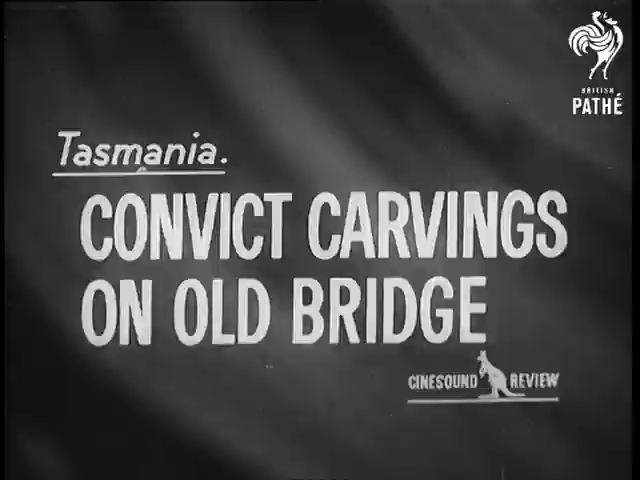 BRITISH
PATHÉ
Tasmania.
CONVICT CARVINGS
ON OLD BRIDGE
CINESOUND REVIEW